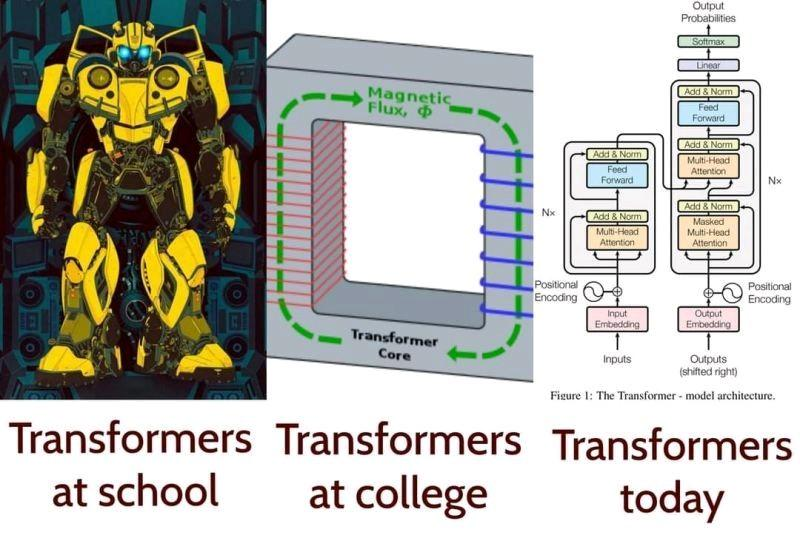 Magnetic
Flux, Φ
Transformer
Core
Output
Probabilities
Softmax
Linear
Add & Norm
Feed
Forward
Add & Norm
Multi-Head
Attention
Add & Norm
Masked
Multi-Head
Attention
Nx
Positional
Encoding
Output
Embedding
Outputs
(shifted right)
Add & Norm
Feed
Forward
Add & Norm
Multi-Head
Attention
Nx
Positional
Encoding
Input
Embedding
Inputs
Figure 1: The Transformer - model architecture.
Transformers
at school
Transformers
at college
Transformers
today